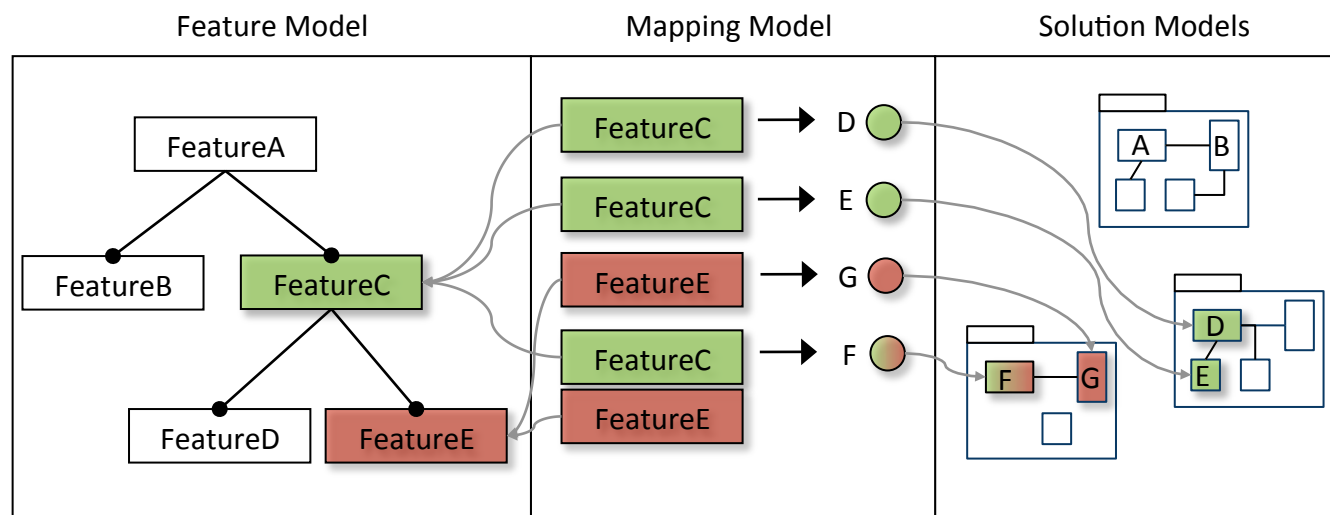 Feature Model
Mapping Model
Solution Models
FeatureA
FeatureB
FeatureC
FeatureD
FeatureE
FeatureC
D
FeatureC
E
FeatureE
G
FeatureC
F
FeatureE
A
B
D
E
F
G